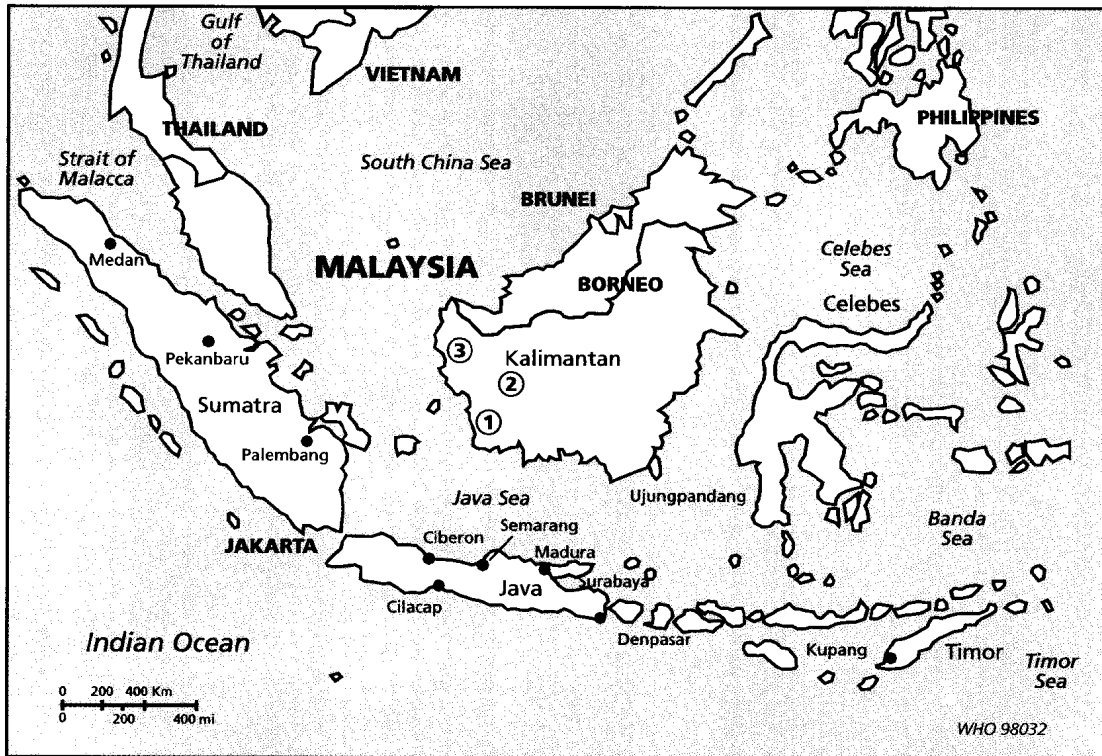 Gulf
of
Thailand
VIETNAM
PHILIPPINES
THAILAND
Strait of
Malacca
South China Sea
BRUNEI
Medan
MALAYSIA
Celebes
Sea
BORNEO
Celebes
Pekanbaru
③
Kalimantan
②
Sumatra
①
Palembang
Ujungpandang
Java Sea
Semarang
Banda
Sea
JAKARTA
Ciberon
Madura
Surabaya
Java
Cilacap
Indian Ocean
Denpasar
Kupang
Timor
Timor
Sea
0 200 400 Km
0 200 400 mi
WHO 98032